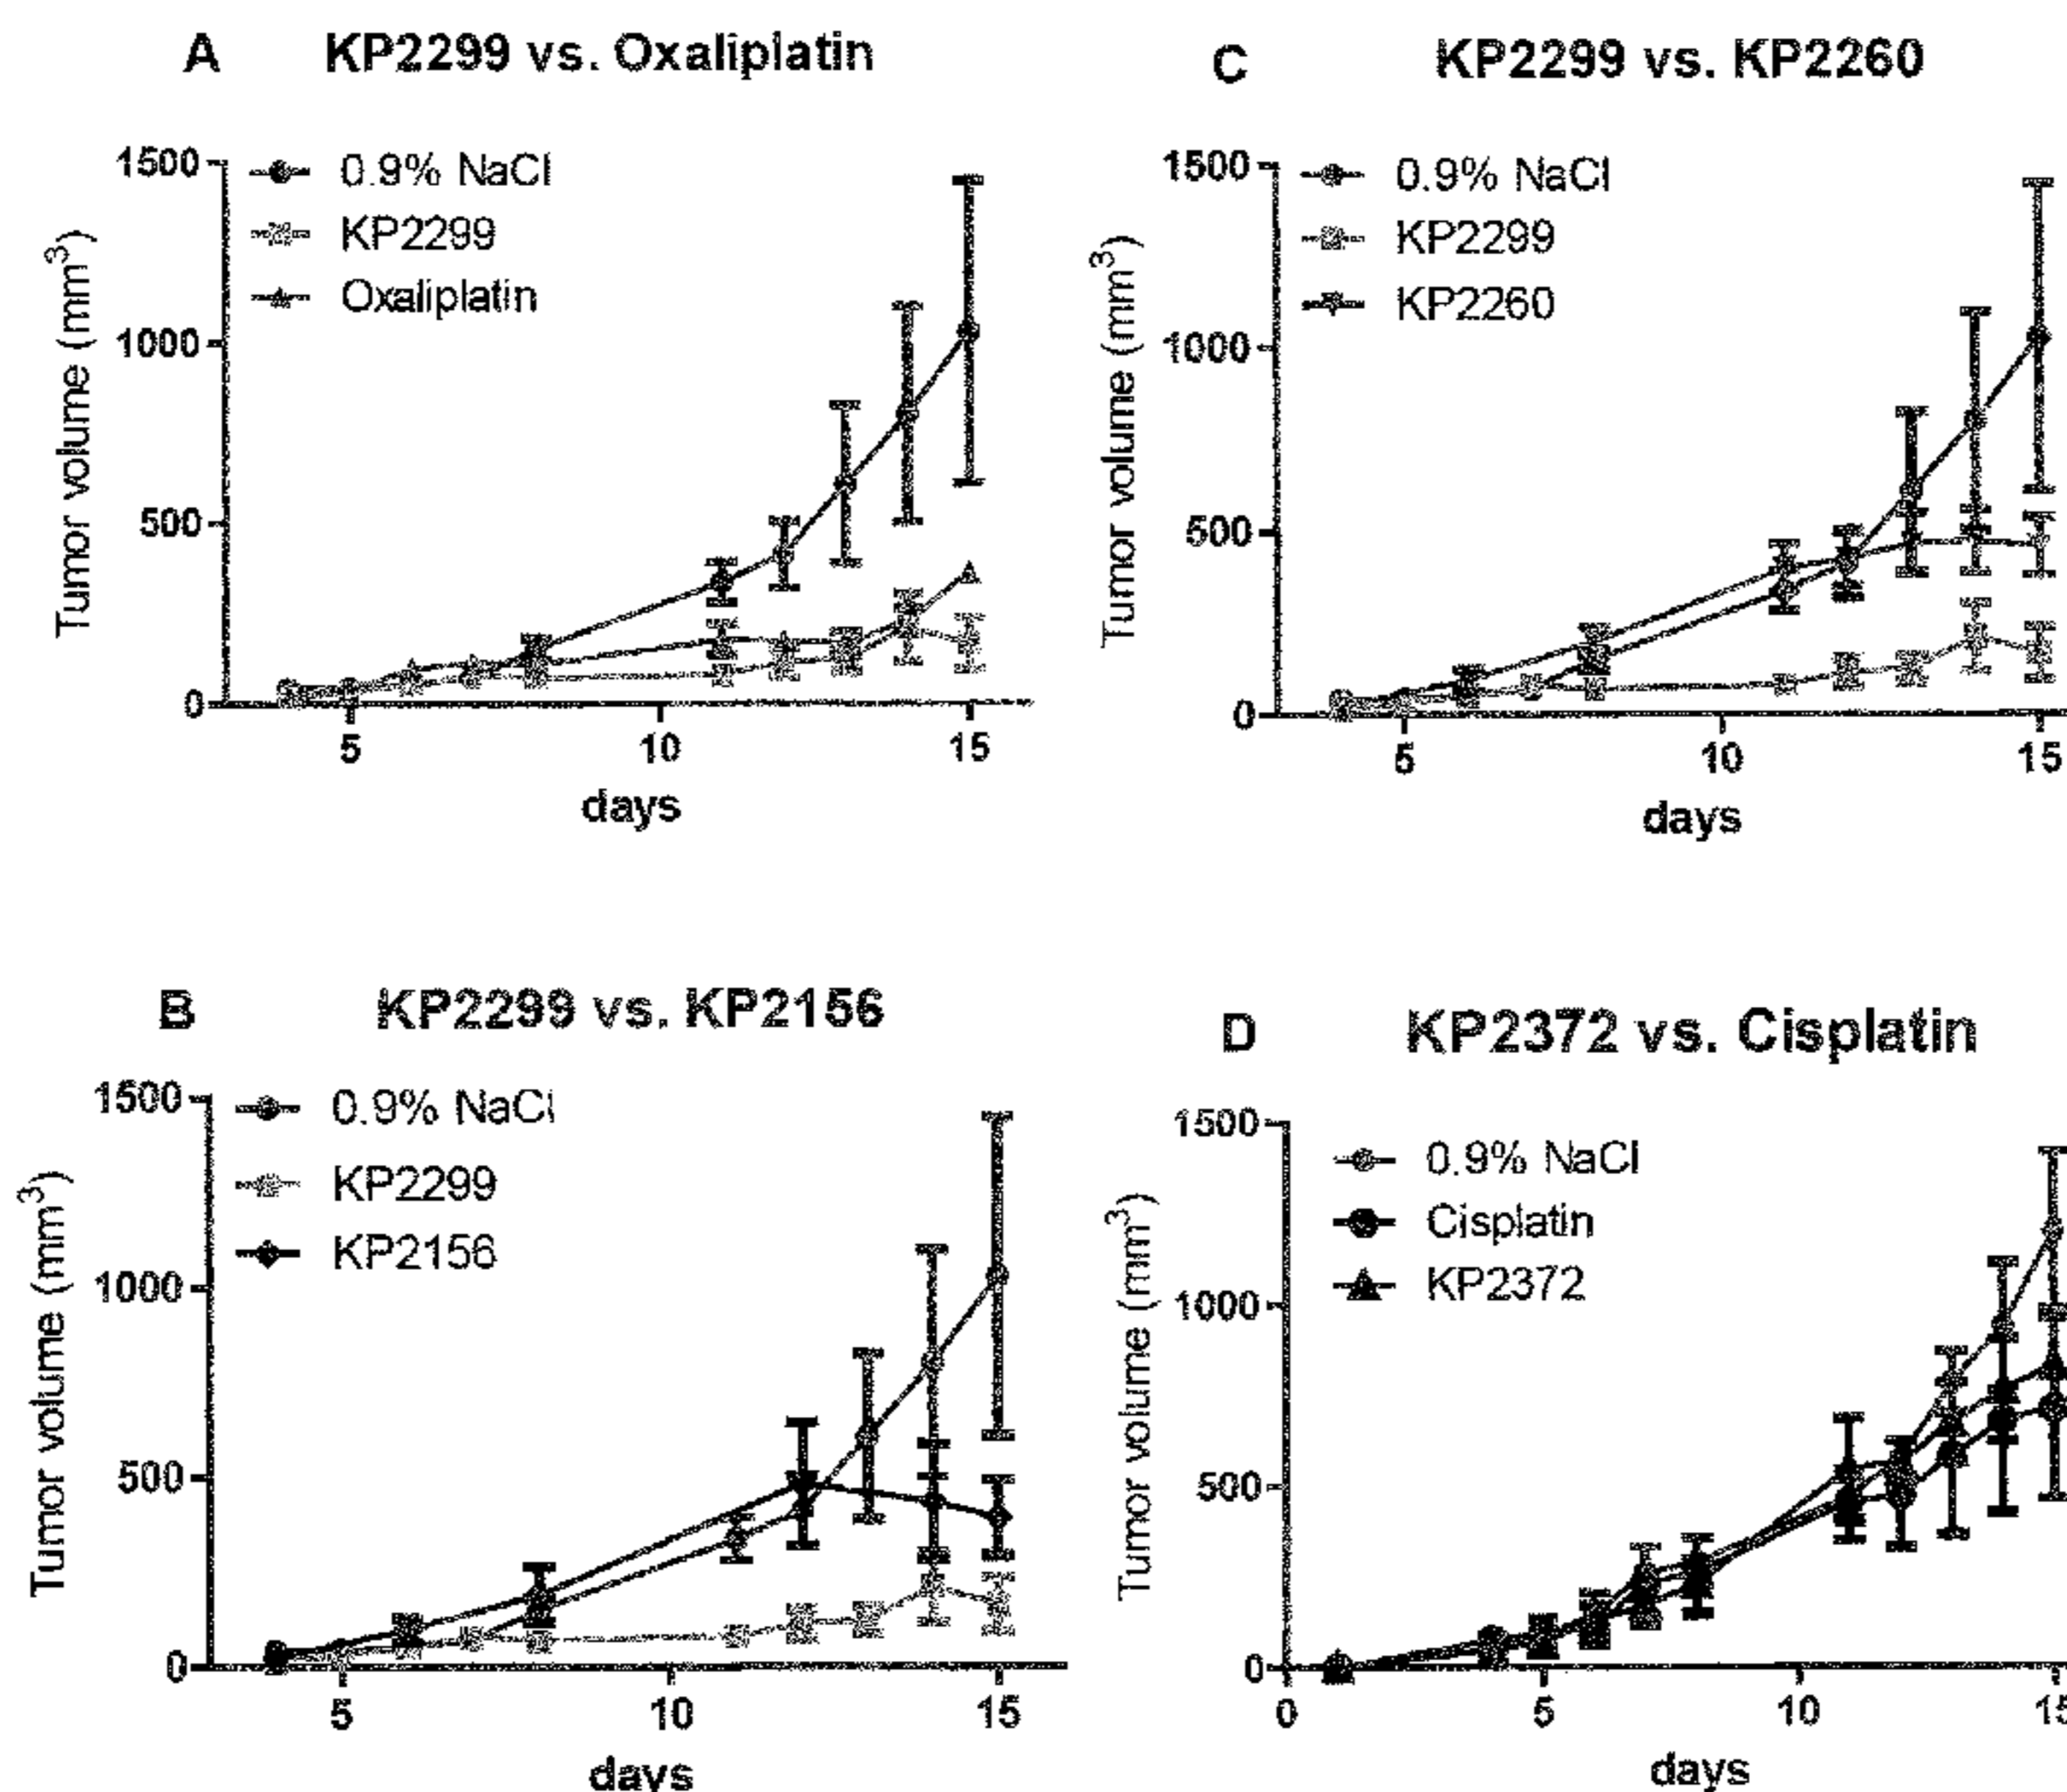 A KP2299 vs. Oxaliplatin
1500
1000
500
0
Tumor volume (mm³)
0.9% NaCl
KP2299
Oxaliplatin
5 10 15
days
C KP2299 vs. KP2260
1500
1000
500
0
Tumor volume (mm³)
0.9% NaCl
KP2299
KP2260
5 10 15
days
B KP2299 vs. KP2156
1500
1000
500
0
Tumor volume (mm³)
0.9% NaCl
KP2299
KP2156
5 10 15
days
D KP2372 vs. Cisplatin
1500
1000
500
0
Tumor volume (mm³)
0.9% NaCl
Cisplatin
KP2372
0 5 10 15
days